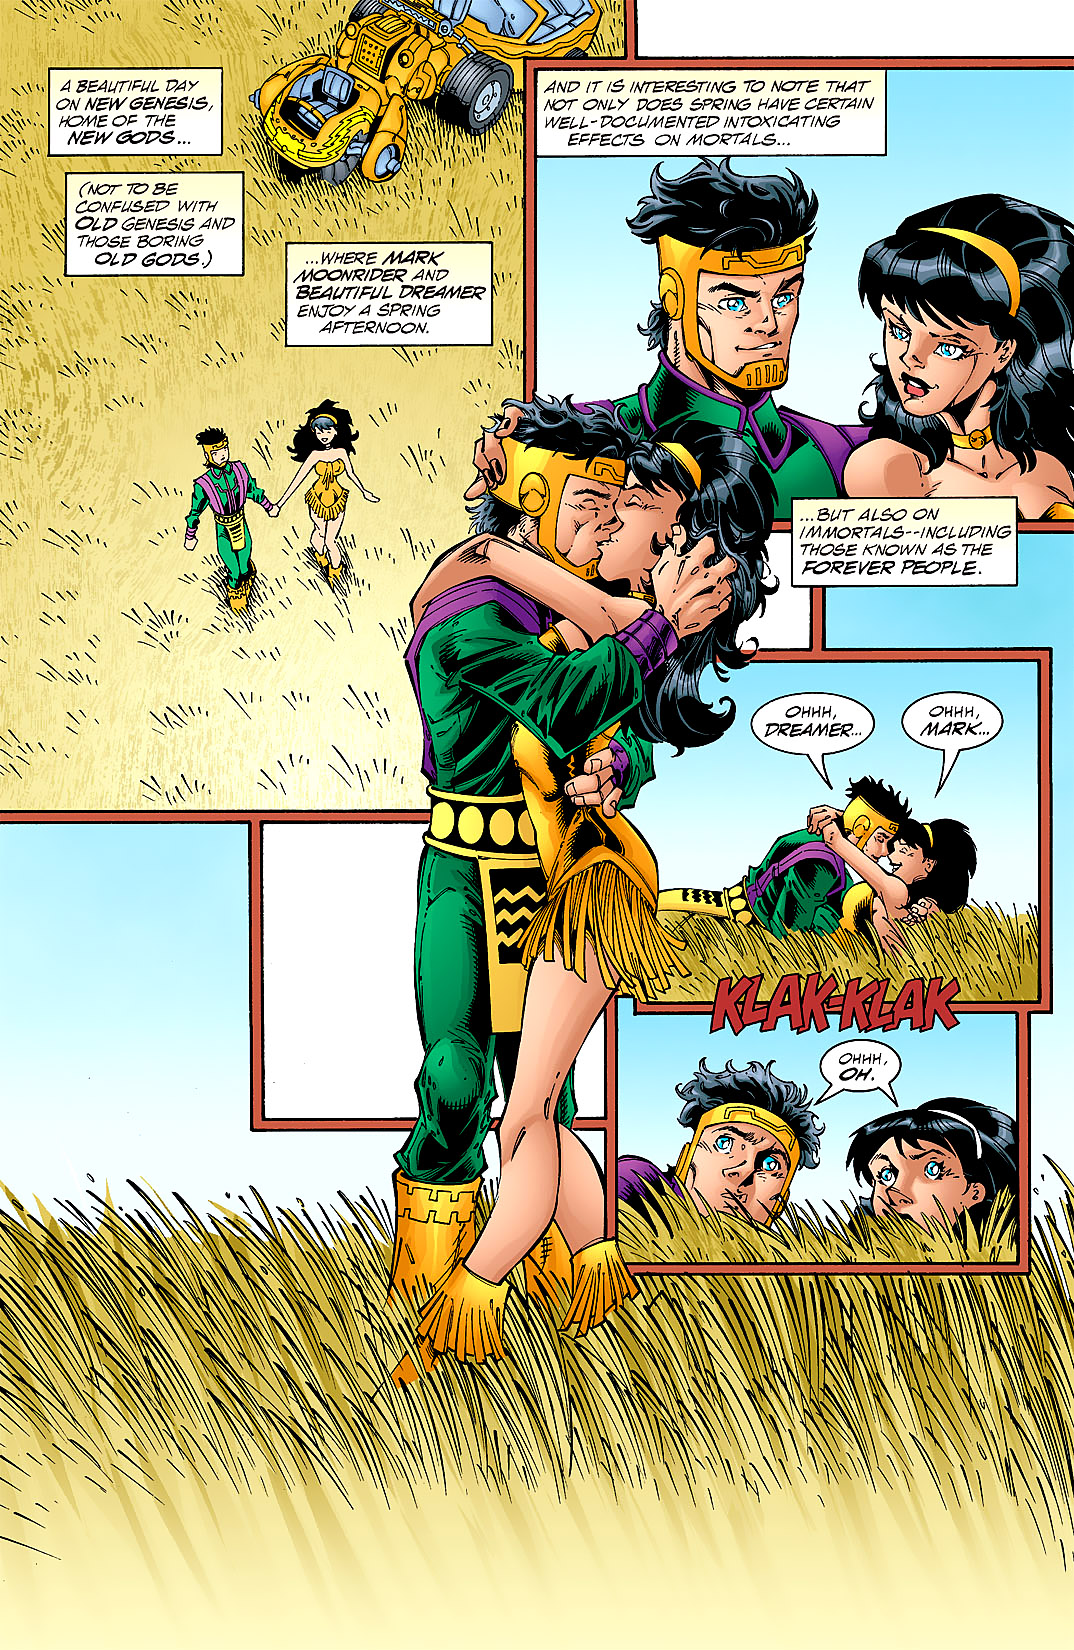 A BEAUTIFUL DAY
ON NEW GENESIS,
HOME OF THE
NEW GODS...
(NOT TO BE
CONFUSED WITH
OLD GENESIS AND
THOSE BORING
OLD GODS.)
...WHERE MARK
MOONRIDER AND
BEAUTIFUL DREAMER
ENJOY A SPRING
AFTERNOON.
AND IT IS INTERESTING TO NOTE THAT
NOT ONLY DOES SPRING HAVE CERTAIN
WELL-DOCUMENTED INTOXICATING
EFFECTS ON MORTALS...
...BUT ALSO ON
IMMORTALS--INCLUDING
THOSE KNOWN AS THE
FOREVER PEOPLE.
OHHH,
DREAMER...
OHHH,
MARK...
KLAK-KLAK
OHHH,
OH.